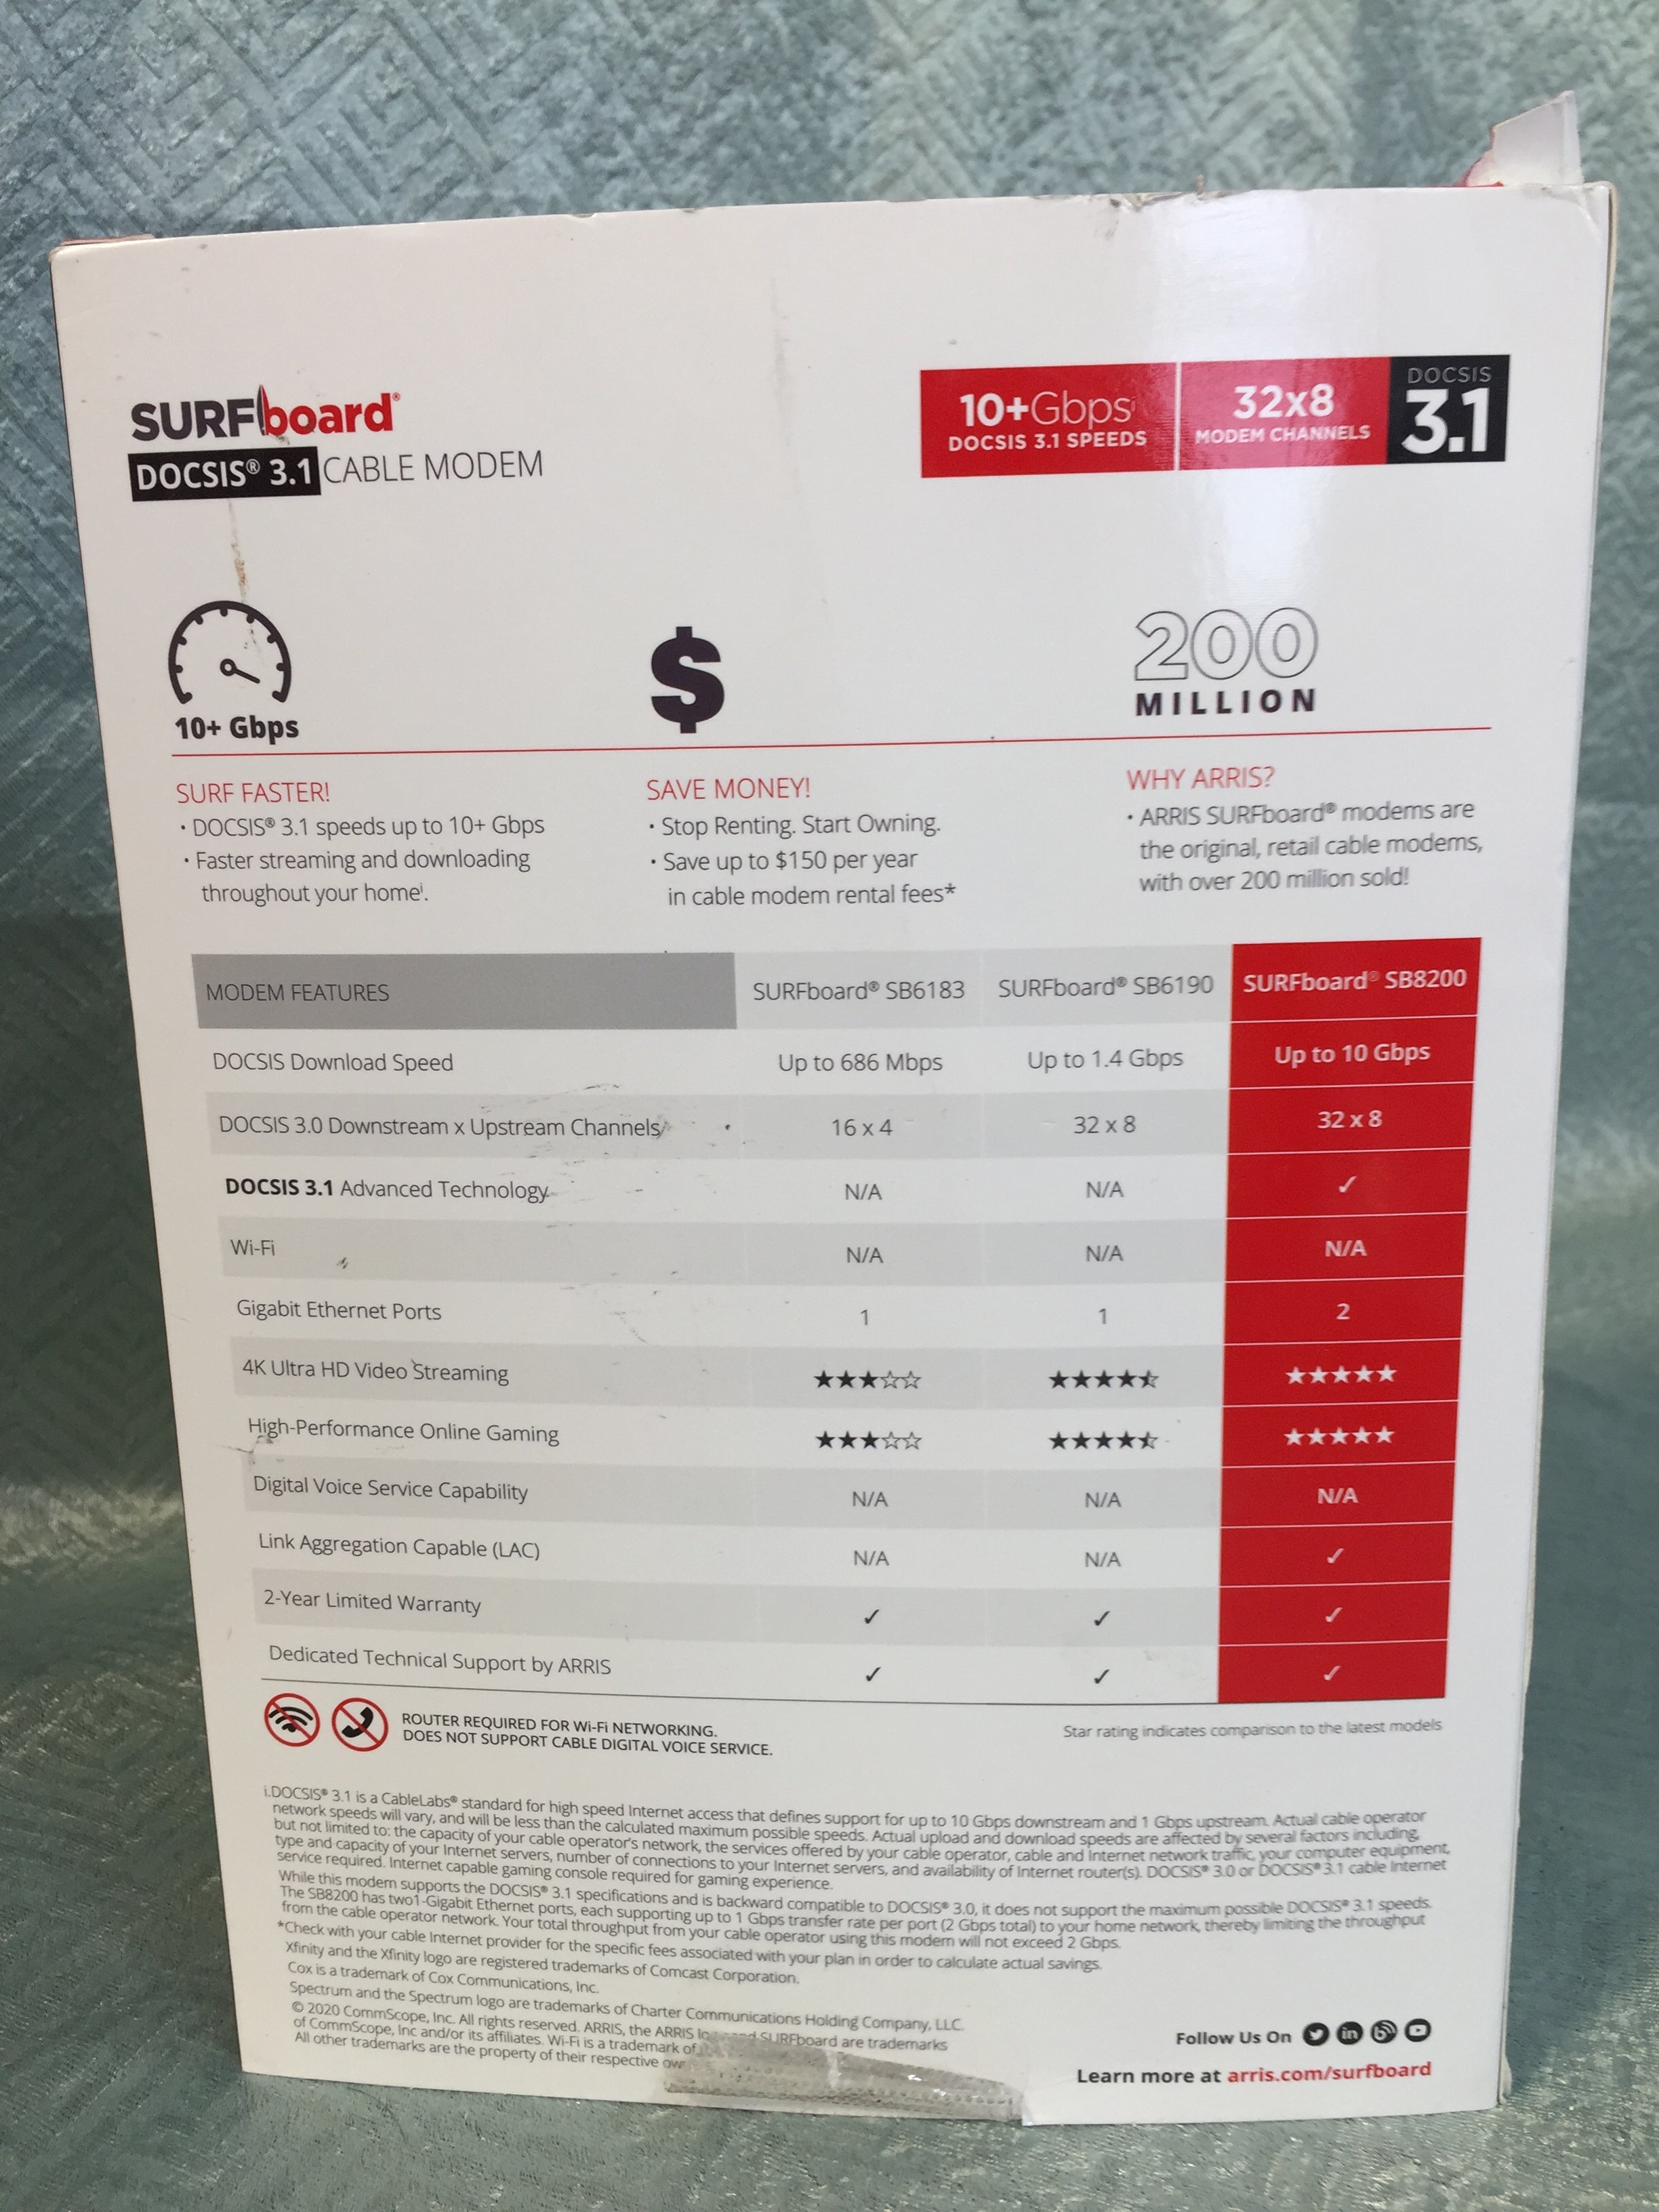 SURFboard®
DOCSIS® 3.1 CABLE MODEM
10+Gbpsⁱ
DOCSIS 3.1 SPEEDS
32x8
MODEM CHANNELS
DOCSIS
3.1
10+ Gbps
$
200
MILLION
SURF FASTER!
• DOCSIS® 3.1 speeds up to 10+ Gbps
• Faster streaming and downloading
throughout your homeⁱ.
SAVE MONEY!
• Stop Renting. Start Owning.
• Save up to $150 per year
in cable modem rental fees*
WHY ARRIS?
• ARRIS SURFboard® modems are
the original, retail cable modems,
with over 200 million sold!
MODEM FEATURES SURFboard® SB6183 SURFboard® SB6190 SURFboard® SB8200
DOCSIS Download Speed Up to 686 Mbps Up to 1.4 Gbps Up to 10 Gbps
DOCSIS 3.0 Downstream x Upstream Channels 16 x 4 32 x 8 32 x 8
DOCSIS 3.1 Advanced Technology N/A N/A ✓
Wi-Fi N/A N/A N/A
Gigabit Ethernet Ports 1 1 2
4K Ultra HD Video Streaming ★★★☆☆ ★★★★⯪ ★★★★★
High-Performance Online Gaming ★★★☆☆ ★★★★⯪ ★★★★★
Digital Voice Service Capability N/A N/A N/A
Link Aggregation Capable (LAC) N/A N/A ✓
2-Year Limited Warranty ✓ ✓ ✓
Dedicated Technical Support by ARRIS ✓ ✓ ✓
ROUTER REQUIRED FOR Wi-Fi NETWORKING.
DOES NOT SUPPORT CABLE DIGITAL VOICE SERVICE.
Star rating indicates comparison to the latest models
i.DOCSIS® 3.1 is a CableLabs® standard for high speed Internet access that defines support for up to 10 Gbps downstream and 1 Gbps upstream. Actual cable operator
network speeds will vary, and will be less than the calculated maximum possible speeds. Actual upload and download speeds are affected by several factors including,
but not limited to: the capacity of your cable operator's network, the services offered by your cable operator, cable and Internet network traffic, your computer equipment,
type and capacity of your Internet servers, number of connections to your Internet servers, and availability of Internet router(s). DOCSIS® 3.0 or DOCSIS® 3.1 cable Internet
service required. Internet capable gaming console required for gaming experience.
While this modem supports the DOCSIS® 3.1 specifications and is backward compatible to DOCSIS® 3.0, it does not support the maximum possible DOCSIS® 3.1 speeds.
The SB8200 has two1-Gigabit Ethernet ports, each supporting up to 1 Gbps transfer rate per port (2 Gbps total) to your home network, thereby limiting the throughput
from the cable operator network. Your total throughput from your cable operator using this modem will not exceed 2 Gbps.
*Check with your cable Internet provider for the specific fees associated with your plan in order to calculate actual savings.
Xfinity and the Xfinity logo are registered trademarks of Comcast Corporation.
Cox is a trademark of Cox Communications, Inc.
Spectrum and the Spectrum logo are trademarks of Charter Communications Holding Company, LLC.
© 2020 CommScope, Inc. All rights reserved. ARRIS, the ARRIS and SURFboard are trademarks
of CommScope, Inc and/or its affiliates. Wi-Fi is a trademark of
All other trademarks are the property of their respective
Follow Us On
Learn more at arris.com/surfboard